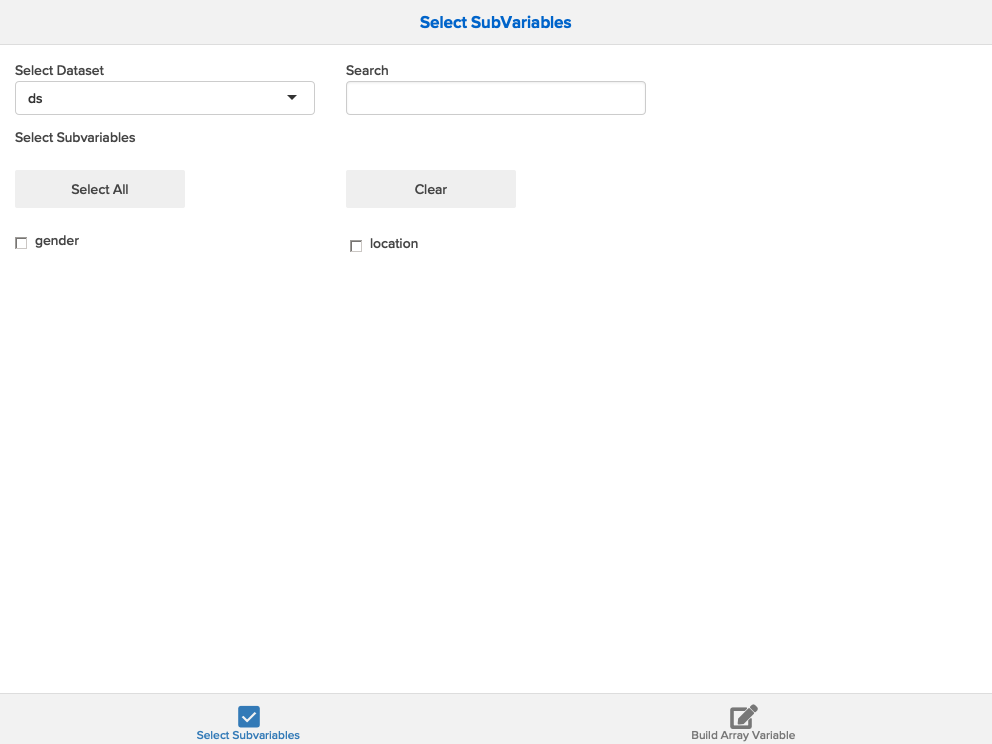 Select SubVariables
Select Dataset
Search
ds
Select Subvariables
Select All
Clear
gender
location
Select Subvariables
Build Array Variable